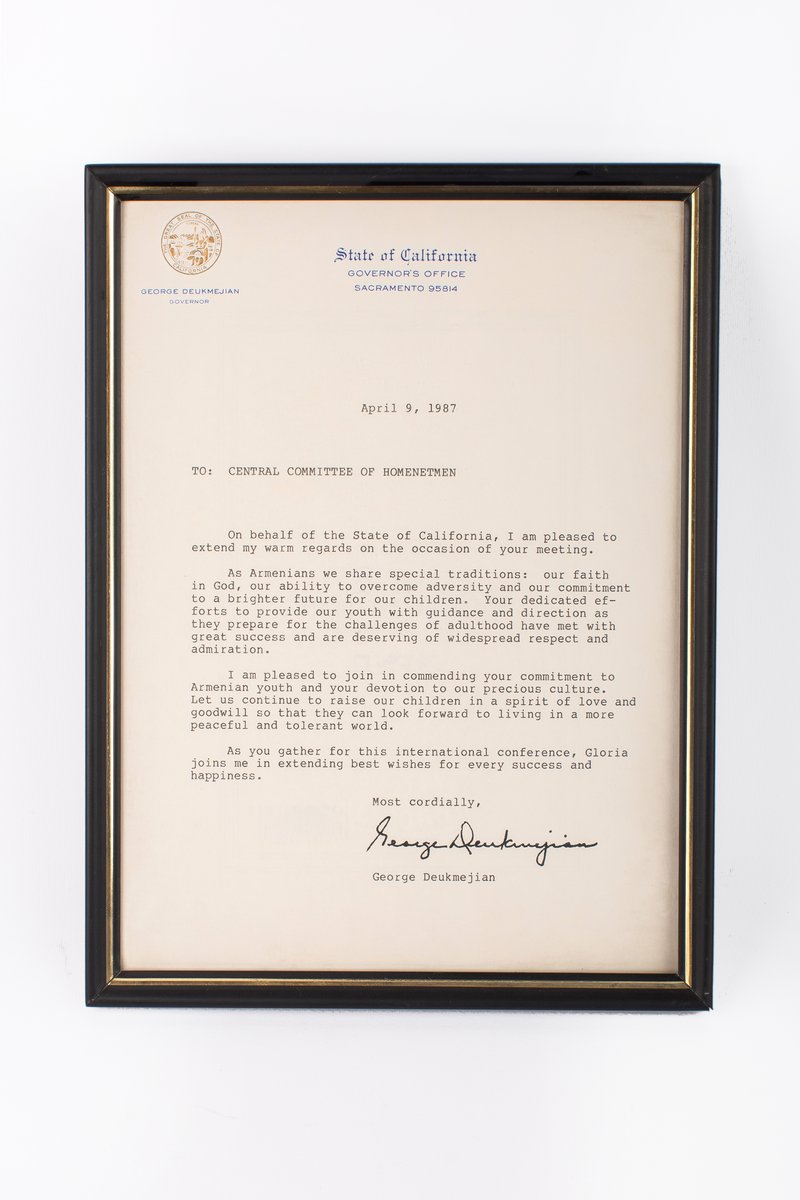 THE GREAT SEAL OF THE STATE OF CALIFORNIA
GEORGE DEUKMEJIAN
GOVERNOR
State of California
GOVERNOR'S OFFICE
SACRAMENTO 95814
April 9, 1987
TO: CENTRAL COMMITTEE OF HOMENETMEN
On behalf of the State of California, I am pleased to
extend my warm regards on the occasion of your meeting.
As Armenians we share special traditions: our faith
in God, our ability to overcome adversity and our commitment
to a brighter future for our children. Your dedicated ef-
forts to provide our youth with guidance and direction as
they prepare for the challenges of adulthood have met with
great success and are deserving of widespread respect and
admiration.
I am pleased to join in commending your commitment to
Armenian youth and your devotion to our precious culture.
Let us continue to raise our children in a spirit of love and
goodwill so that they can look forward to living in a more
peaceful and tolerant world.
As you gather for this international conference, Gloria
joins me in extending best wishes for every success and
happiness.
Most cordially,
George Deukmejian
George Deukmejian